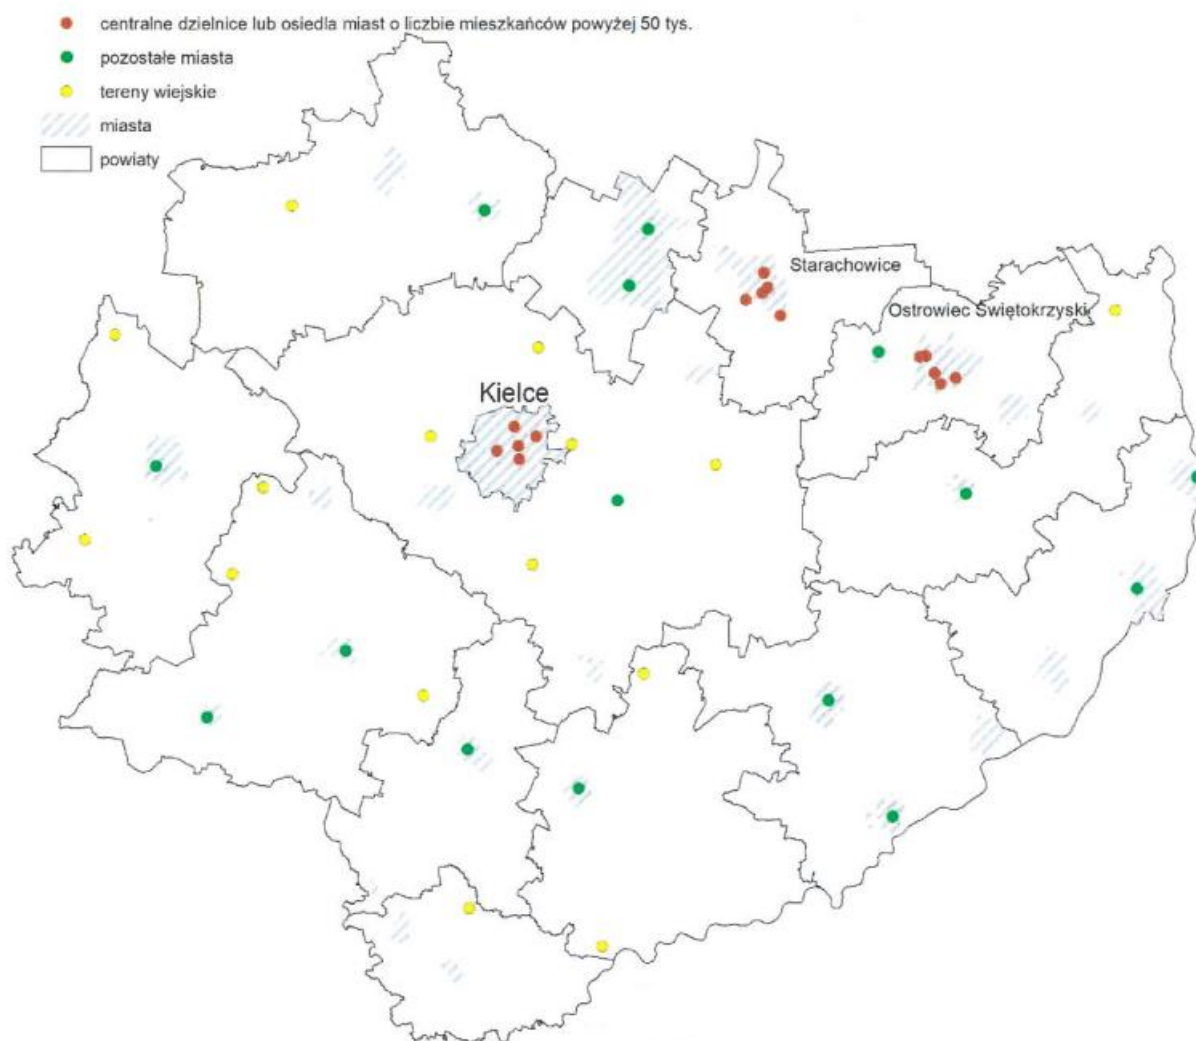 centralne dzielnice lub osiedla miast o liczbie mieszkańców powyżej 50 tys.
pozostałe miasta
tereny wiejskie
miasta
powiaty
Starachowice
Ostrowiec Świętokrzyski
Kielce